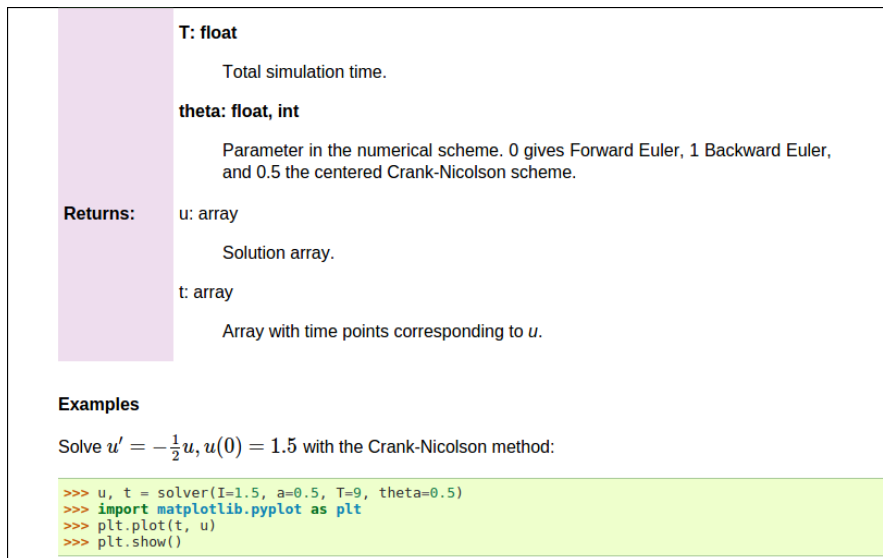 T: float
Total simulation time.
theta: float, int
Parameter in the numerical scheme. 0 gives Forward Euler, 1 Backward Euler,
and 0.5 the centered Crank-Nicolson scheme.
Returns: u: array
Solution array.
t: array
Array with time points corresponding to u.
Examples
Solve u′ = −½u, u(0) = 1.5 with the Crank-Nicolson method:
>>> u, t = solver(I=1.5, a=0.5, T=9, theta=0.5)
>>> import matplotlib.pyplot as plt
>>> plt.plot(t, u)
>>> plt.show()